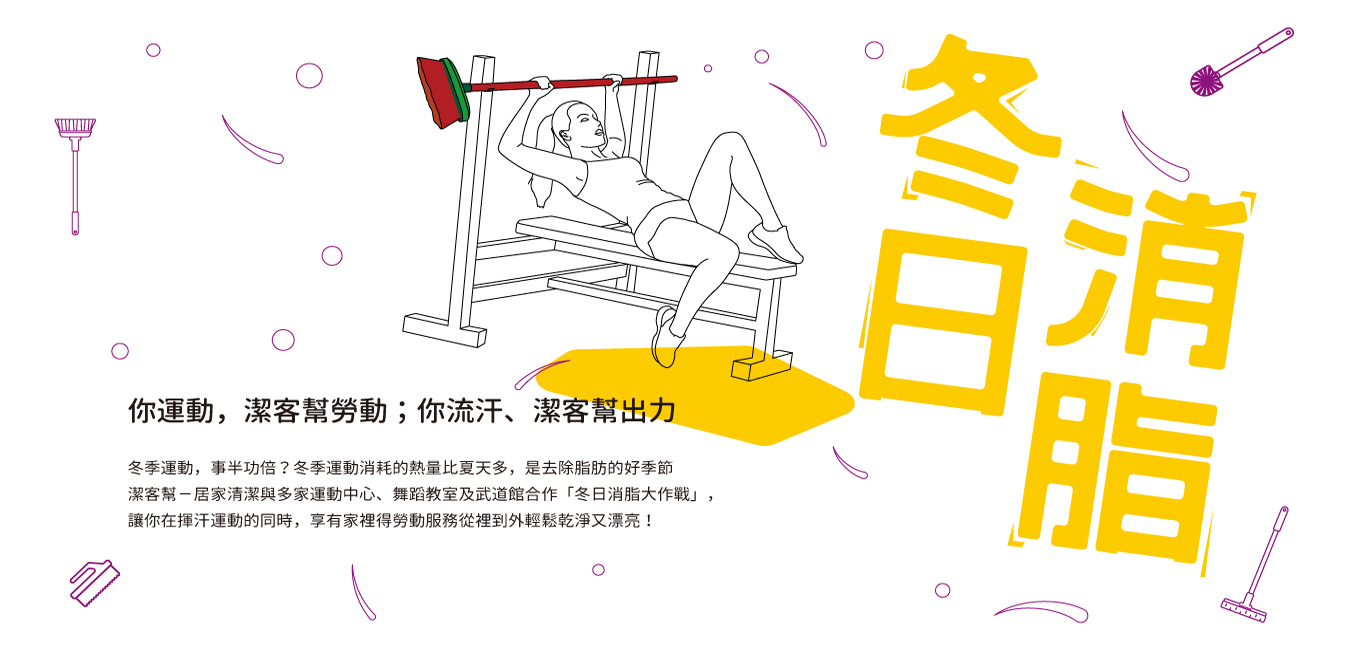 冬日
消脂
你運動，潔客幫勞動；你流汗、潔客幫出力
冬季運動，事半功倍？冬季運動消耗的熱量比夏天多，是去除脂肪的好季節
潔客幫－居家清潔與多家運動中心、舞蹈教室及武道館合作「冬日消脂大作戰」，
讓你在揮汗運動的同時，享有家裡得勞動服務從裡到外輕鬆乾淨又漂亮！